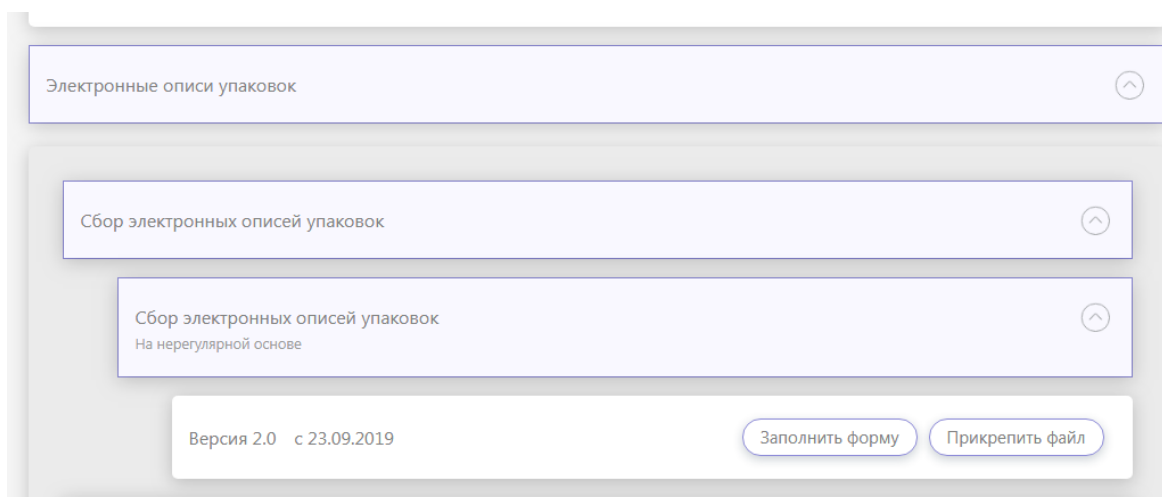 Электронные описи упаковок
Сбор электронных описей упаковок
Сбор электронных описей упаковок
На нерегулярной основе
Версия 2.0 с 23.09.2019 Заполнить форму Прикрепить файл